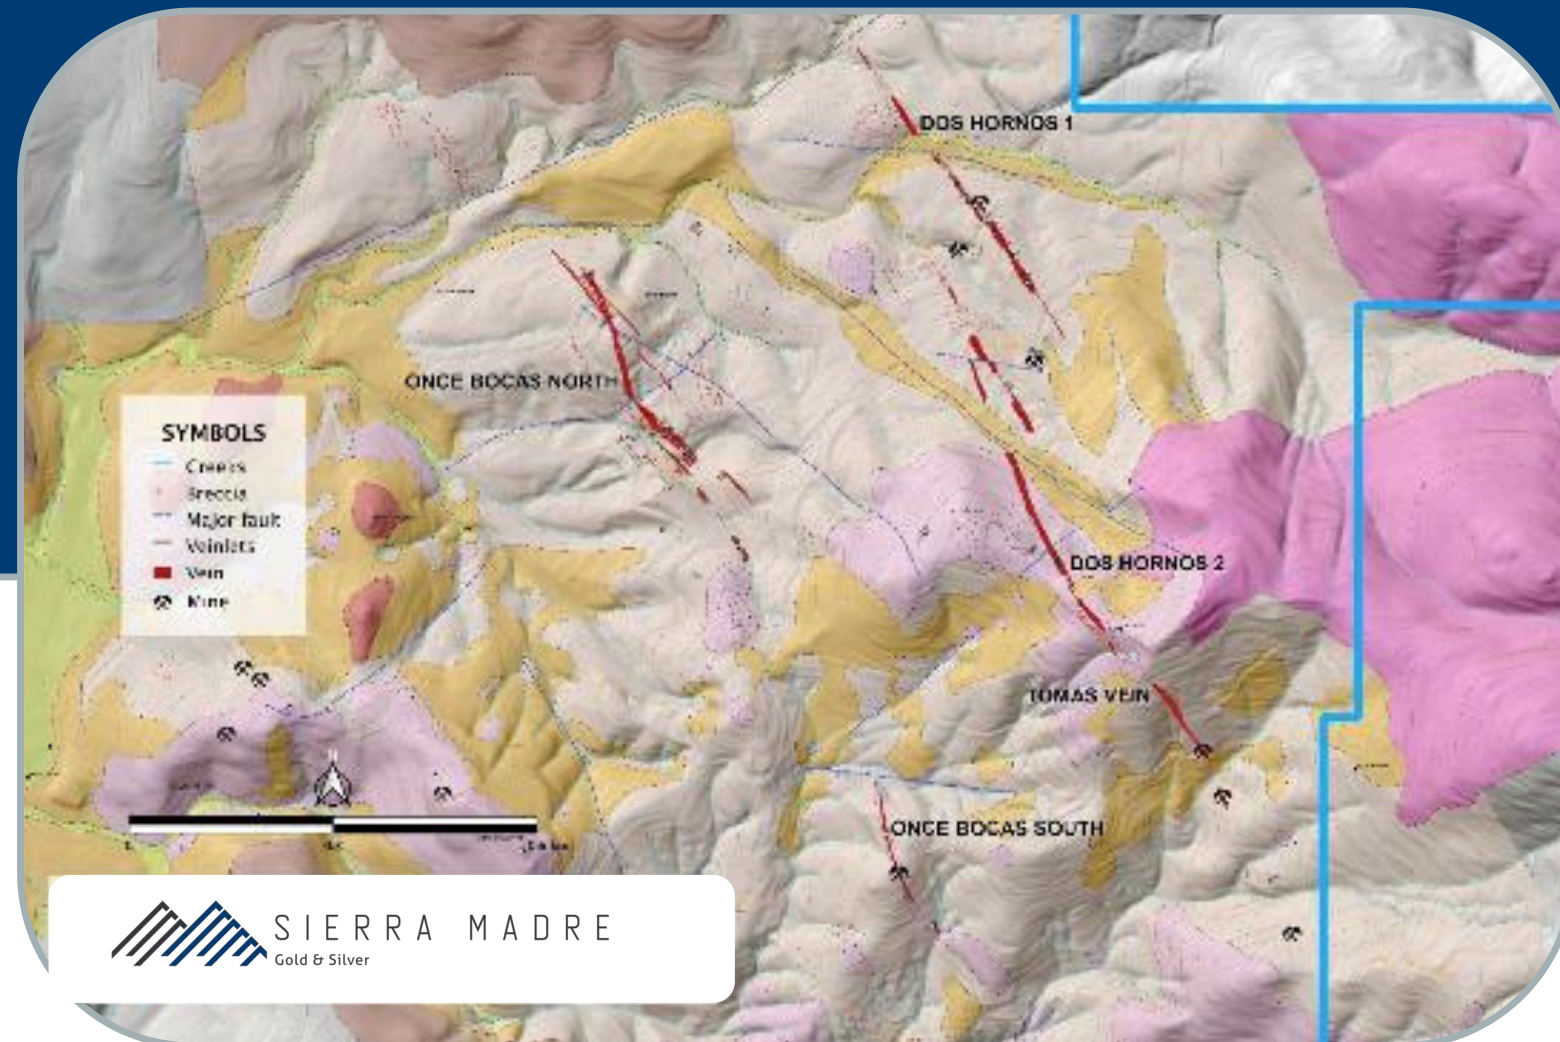 DOS HORNOS 1
ONCE BOCAS NORTH
SYMBOLS
Creeks
Breccia
Major fault
Veinlets
Vein
Mine
DOS HORNOS 2
TOMAS VEIN
N
ONCE BOCAS SOUTH
SIERRA MADRE
Gold & Silver